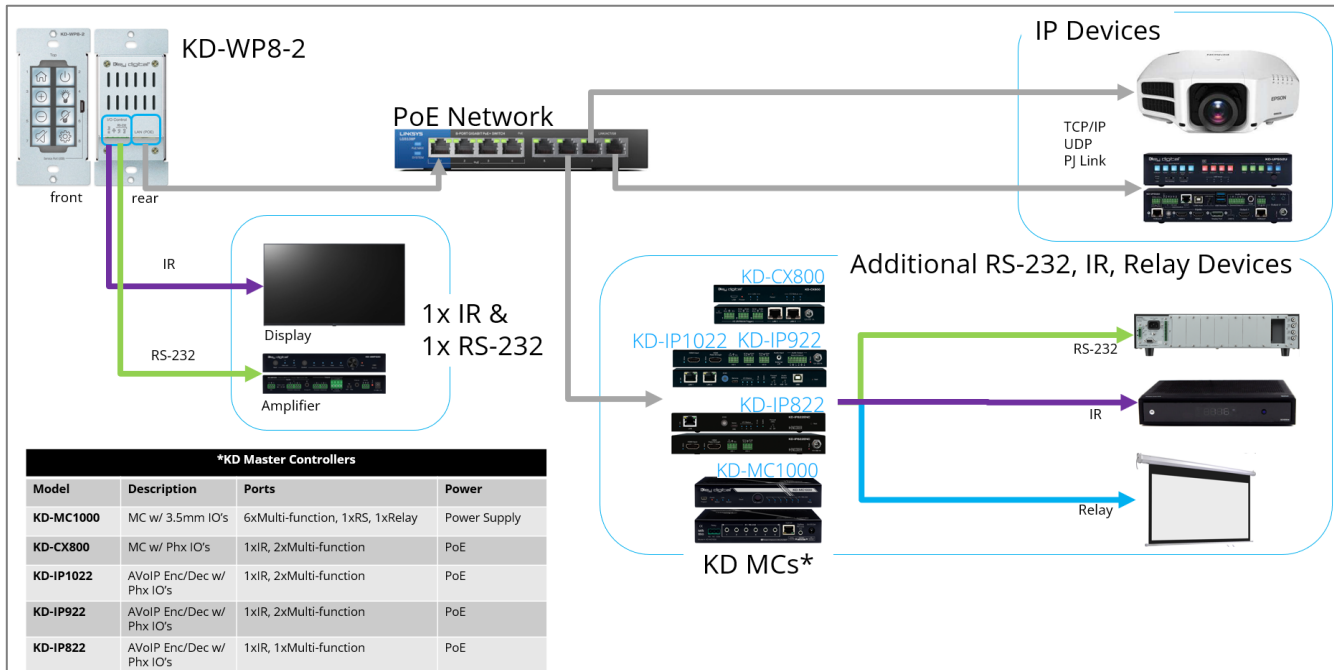 KD-WP8-2
IP Devices
PoE Network
LINKSYS
EPSON
TCP/IP
UDP
PJ Link
front
rear
IR
RS-232
Display
Amplifier
1x IR &
1x RS-232
Additional RS-232, IR, Relay Devices
KD-CX800
KD-IP1022
KD-IP922
KD-IP822
KD-MC1000
KD MCs*
RS-232
IR
Relay
*KD Master Controllers
Model Description Ports Power
KD-MC1000 MC w/ 3.5mm IO's 6xMulti-function, 1xRS, 1xRelay Power Supply
KD-CX800 MC w/ Phx IO's 1xIR, 2xMulti-function PoE
KD-IP1022 AVoIP Enc/Dec w/ Phx IO's 1xIR, 2xMulti-function PoE
KD-IP922 AVoIP Enc/Dec w/ Phx IO's 1xIR, 2xMulti-function PoE
KD-IP822 AVoIP Enc/Dec w/ Phx IO's 1xIR, 1xMulti-function PoE